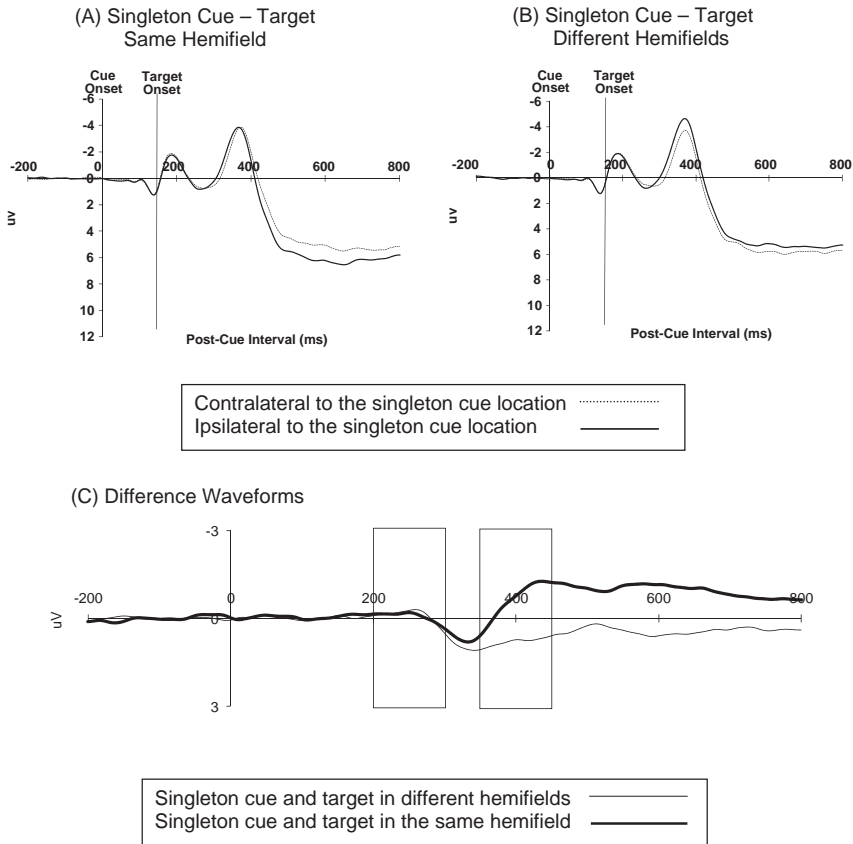 (A) Singleton Cue – Target
Same Hemifield
Cue
Onset
Target
Onset
-6
-4
-2
0
2
4
6
8
10
12
-200
0
200
400
600
800
uv
Post-Cue Interval (ms)
(B) Singleton Cue – Target
Different Hemifields
Cue
Onset
Target
Onset
-6
-4
-2
0
2
4
6
8
10
12
-200
0
200
400
600
800
uv
Post-Cue Interval (ms)
Contralateral to the singleton cue location
Ipsilateral to the singleton cue location
(C) Difference Waveforms
-3
0
3
-200
0
200
400
600
800
uV
Singleton cue and target in different hemifields
Singleton cue and target in the same hemifield